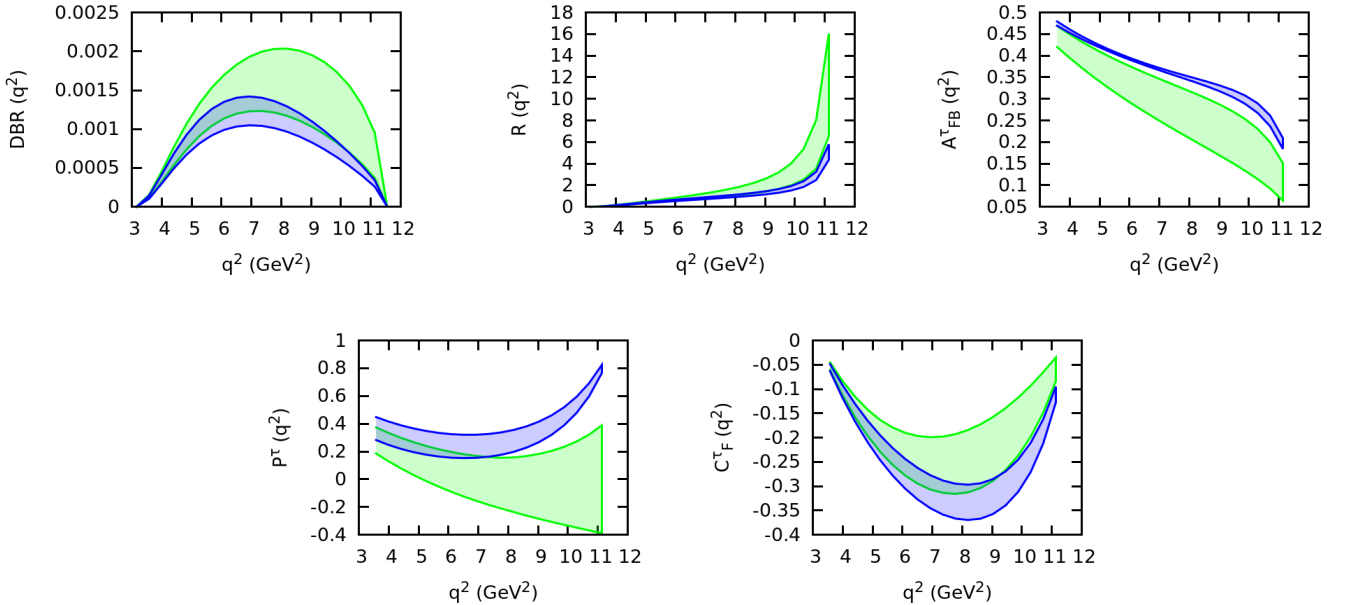 DBR (q²)
0.0025
0.002
0.0015
0.001
0.0005
0
3 4 5 6 7 8 9 10 11 12
q² (GeV²)
R (q²)
18
16
14
12
10
8
6
4
2
0
3 4 5 6 7 8 9 10 11 12
q² (GeV²)
A^τ_FB (q²)
0.5
0.45
0.4
0.35
0.3
0.25
0.2
0.15
0.1
0.05
3 4 5 6 7 8 9 10 11 12
q² (GeV²)
P^τ (q²)
1
0.8
0.6
0.4
0.2
0
-0.2
-0.4
3 4 5 6 7 8 9 10 11 12
q² (GeV²)
C^τ_F (q²)
0
-0.05
-0.1
-0.15
-0.2
-0.25
-0.3
-0.35
-0.4
3 4 5 6 7 8 9 10 11 12
q² (GeV²)